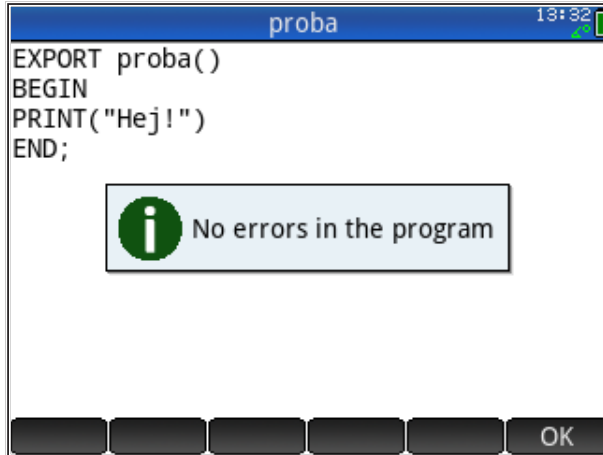 proba
13:32
EXPORT proba()
BEGIN
PRINT("Hej!")
END;
No errors in the program
OK